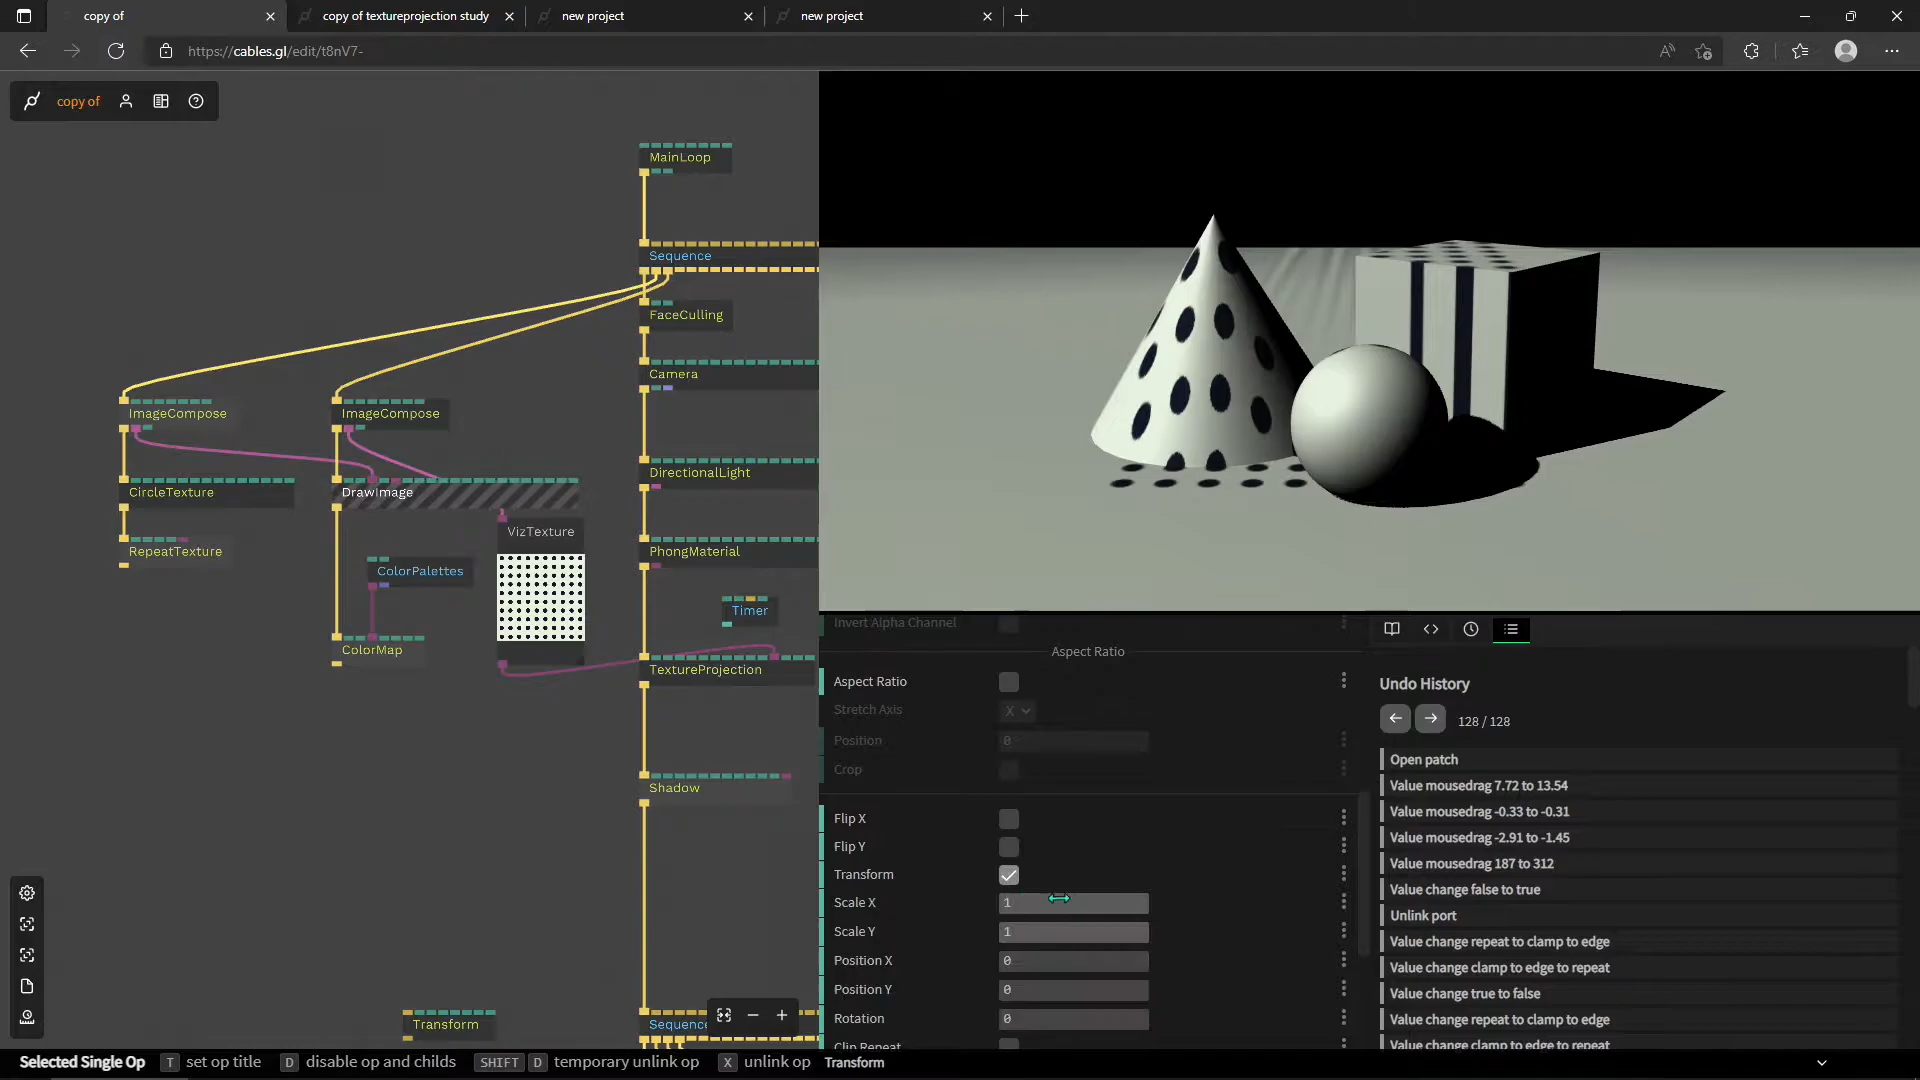 copy of
copy of textureprojection study
new project
new project
https://cables.gl/edit/t8nV7-
copy of
MainLoop
Sequence
FaceCulling
Camera
ImageCompose
ImageCompose
DirectionalLight
CircleTexture
DrawImage
VizTexture
RepeatTexture
PhongMaterial
ColorPalettes
Timer
ColorMap
TextureProjection
Shadow
Transform
Sequence
Invert Alpha Channel
Aspect Ratio
Aspect Ratio
Stretch Axis
X
Position
0
Crop
Flip X
Flip Y
Transform
Scale X
1
Scale Y
1
Position X
0
Position Y
0
Rotation
0
Clip Repeat
Undo History
128 / 128
Open patch
Value mousedrag 7.72 to 13.54
Value mousedrag -0.33 to -0.31
Value mousedrag -2.91 to -1.45
Value mousedrag 187 to 312
Value change false to true
Unlink port
Value change repeat to clamp to edge
Value change clamp to edge to repeat
Value change true to false
Value change repeat to clamp to edge
Value change clamp to edge to repeat
Selected Single Op T set op title D disable op and childs SHIFT D temporary unlink op X unlink op Transform